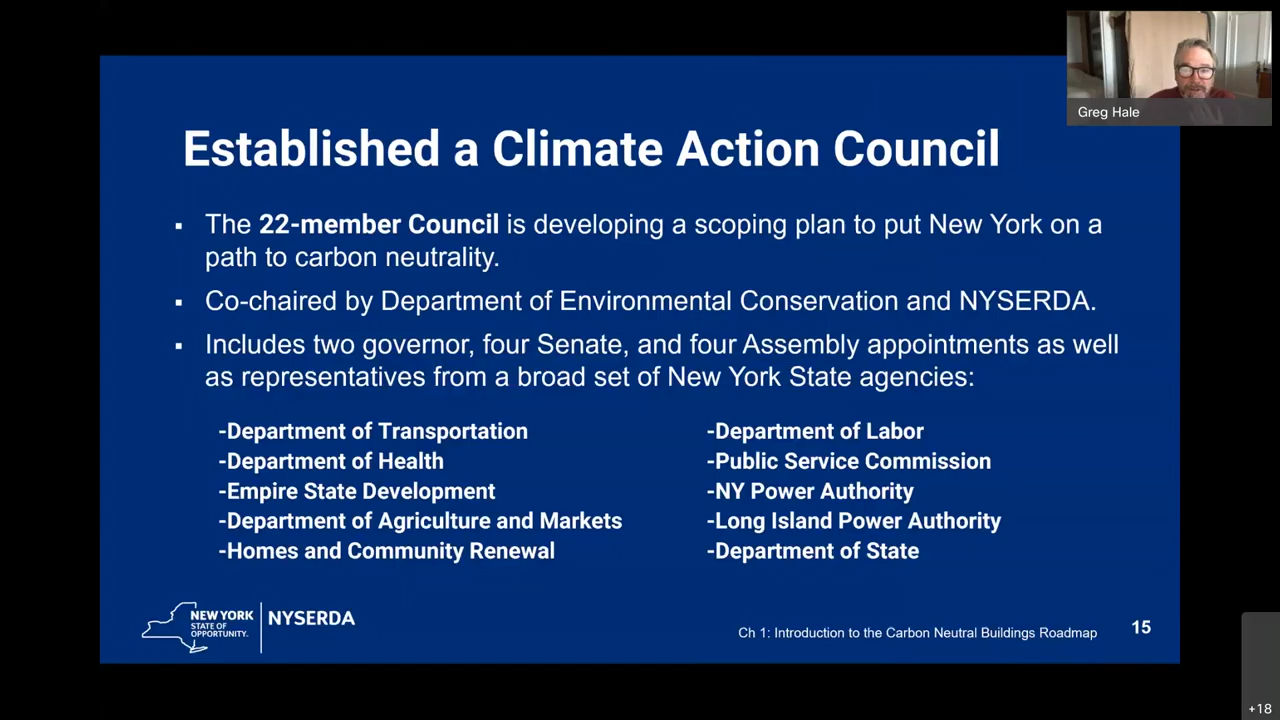 Greg Hale
Established a Climate Action Council
▪ The 22-member Council is developing a scoping plan to put New York on a
path to carbon neutrality.
▪ Co-chaired by Department of Environmental Conservation and NYSERDA.
▪ Includes two governor, four Senate, and four Assembly appointments as well
as representatives from a broad set of New York State agencies:
-Department of Transportation
-Department of Health
-Empire State Development
-Department of Agriculture and Markets
-Homes and Community Renewal
-Department of Labor
-Public Service Commission
-NY Power Authority
-Long Island Power Authority
-Department of State
NEW YORK
STATE OF
OPPORTUNITY.
NYSERDA
Ch 1: Introduction to the Carbon Neutral Buildings Roadmap
15
+18